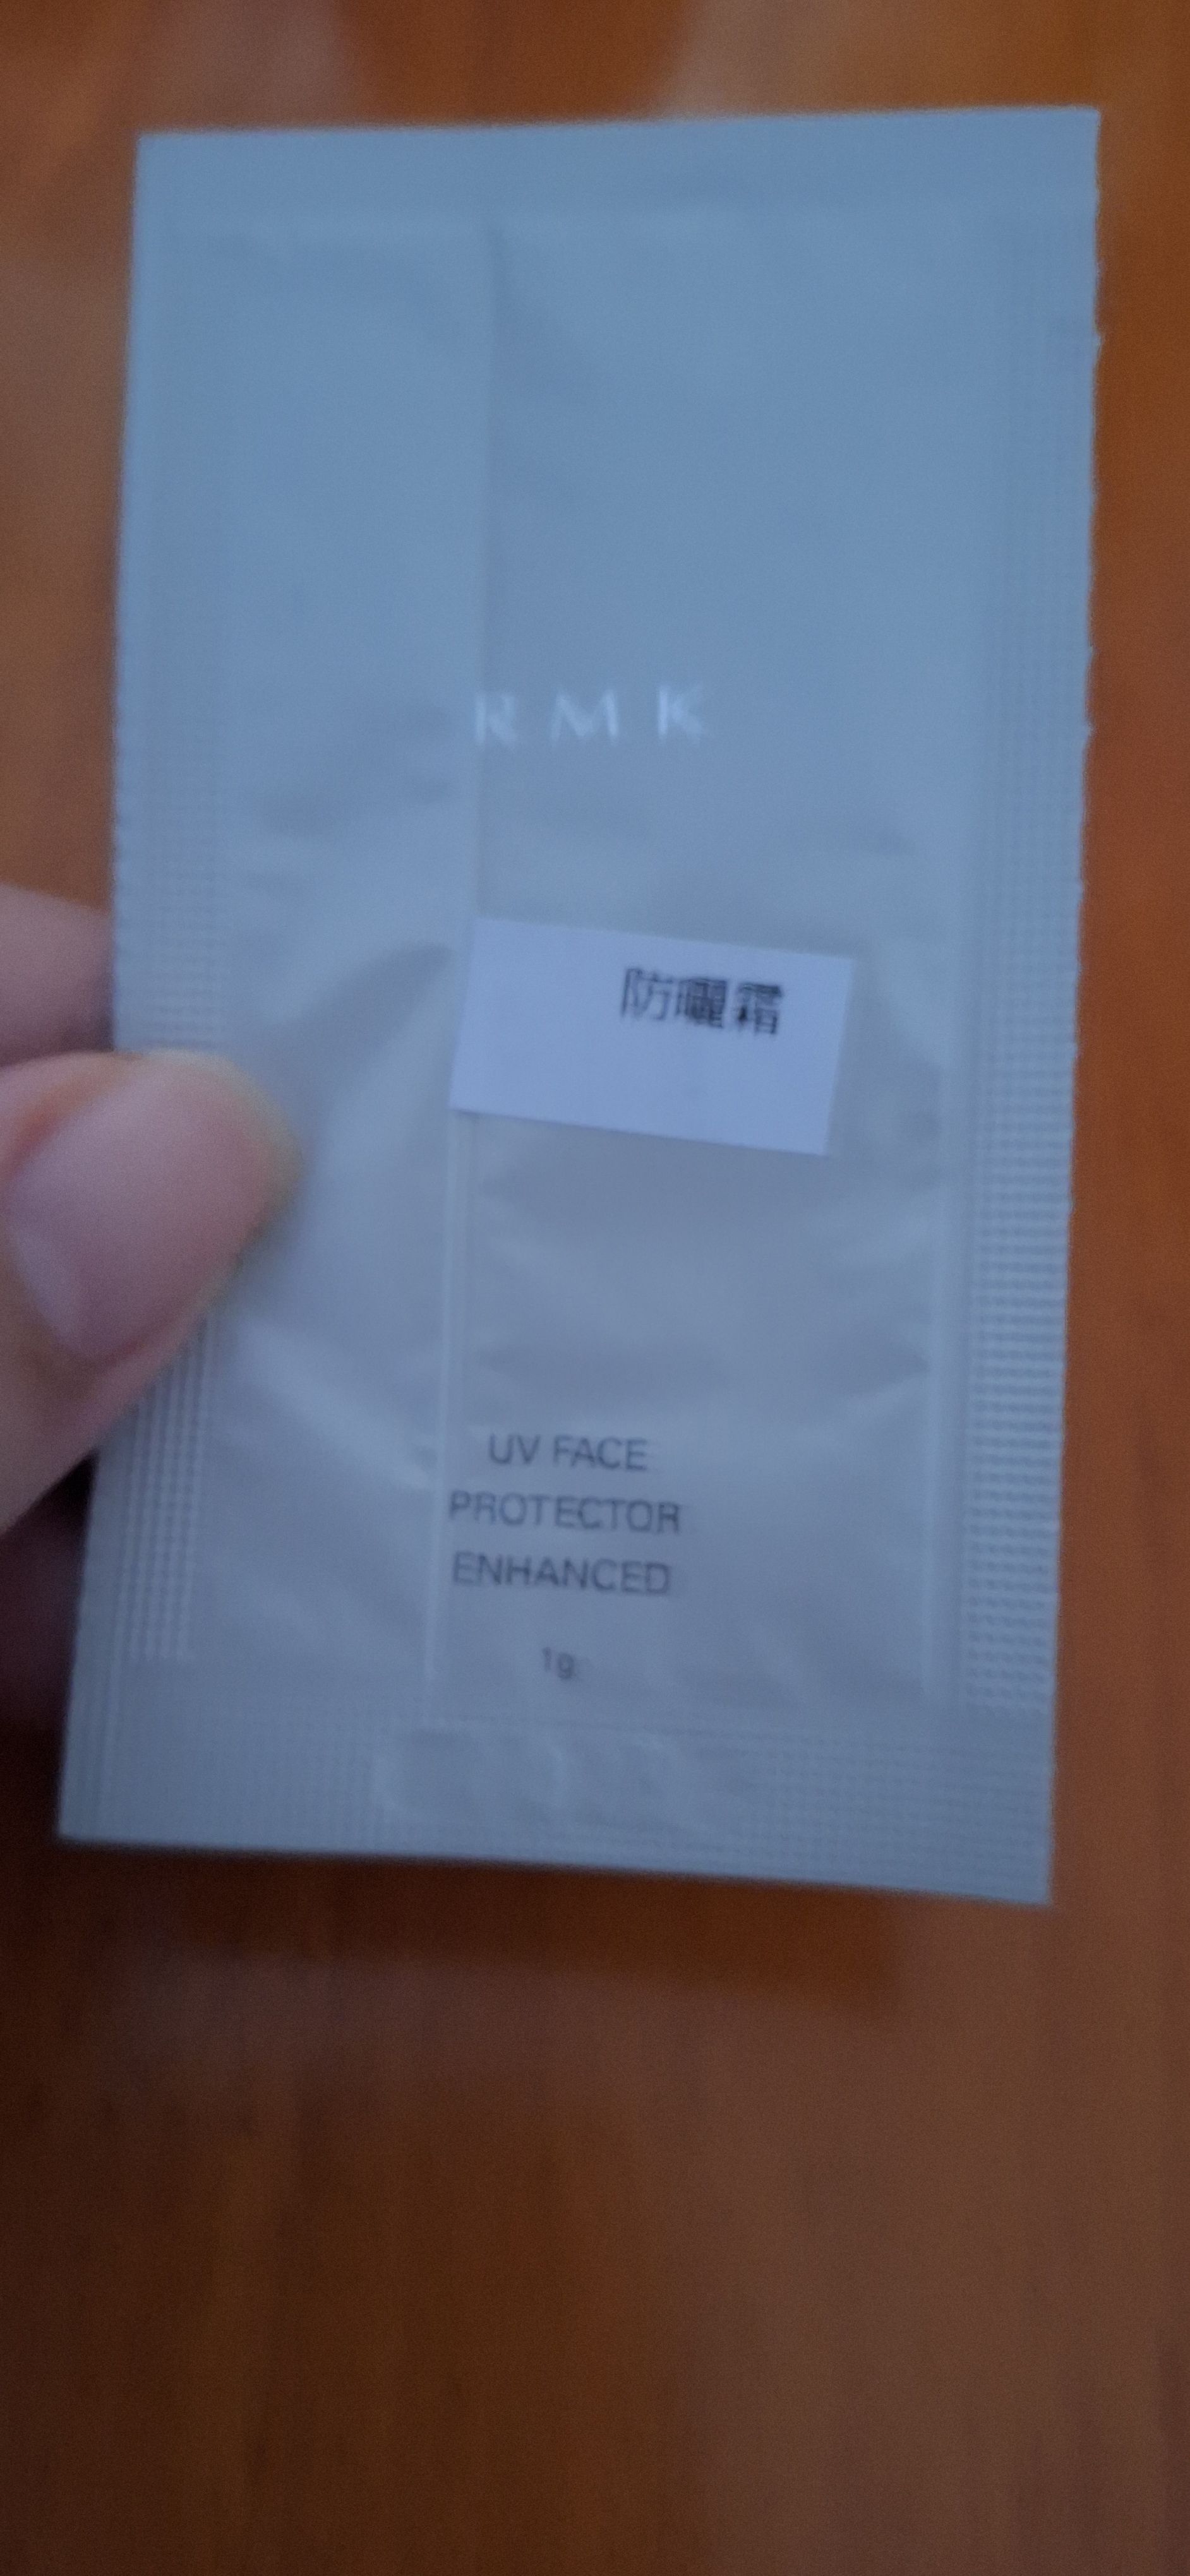 RMK
防曬霜
UV FACE
PROTECTOR
ENHANCED
1g